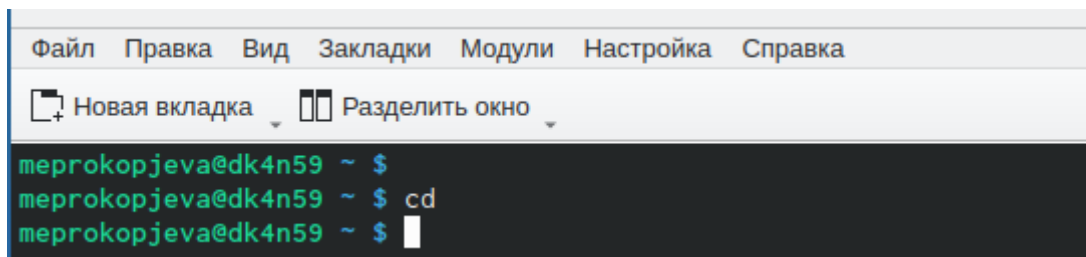 Файл Правка Вид Закладки Модули Настройка Справка
Новая вкладка Разделить окно
meprokopjeva@dk4n59 ~ $
meprokopjeva@dk4n59 ~ $ cd
meprokopjeva@dk4n59 ~ $